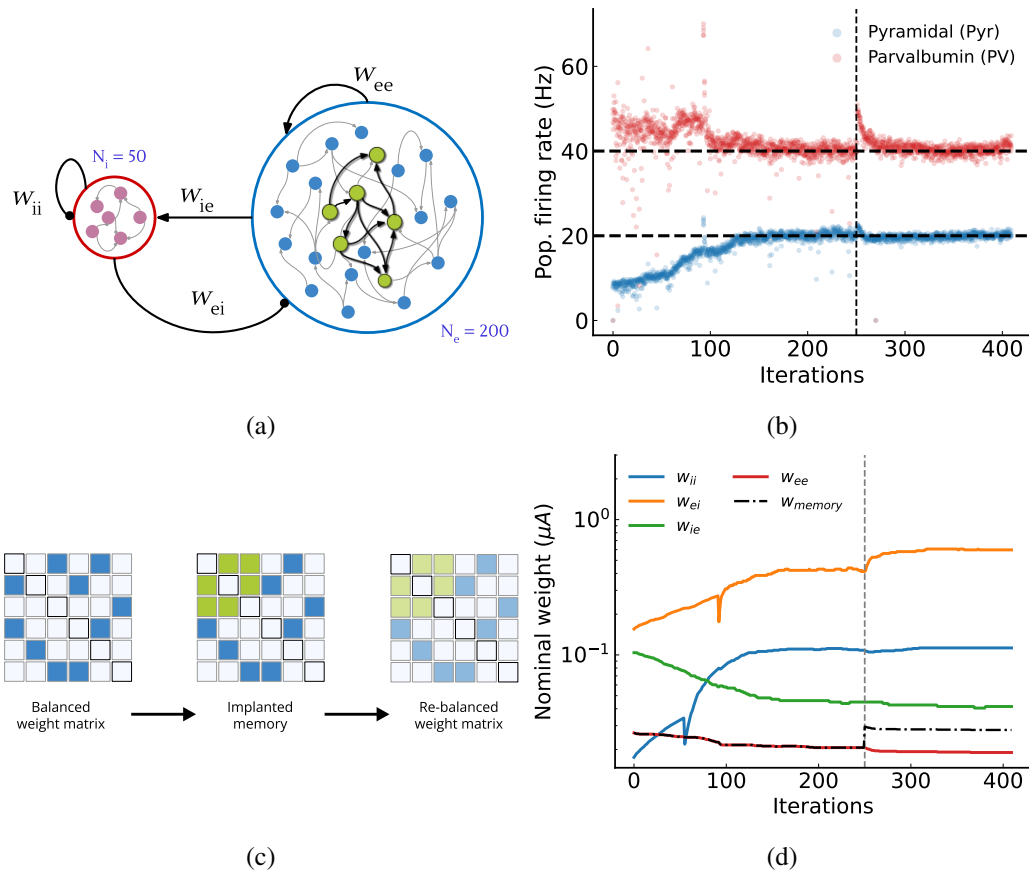 W_ee
N_i = 50
W_ii
W_ie
W_ei
N_e = 200
(a)
Pop. firing rate (Hz)
60
40
20
0
Pyramidal (Pyr)
Parvalbumin (PV)
0 100 200 300 400
Iterations
(b)
Balanced
weight matrix
Implanted
memory
Re-balanced
weight matrix
(c)
Nominal weight (μA)
10^0
10^−1
w_ii
w_ei
w_ie
w_ee
w_memory
0 100 200 300 400
Iterations
(d)